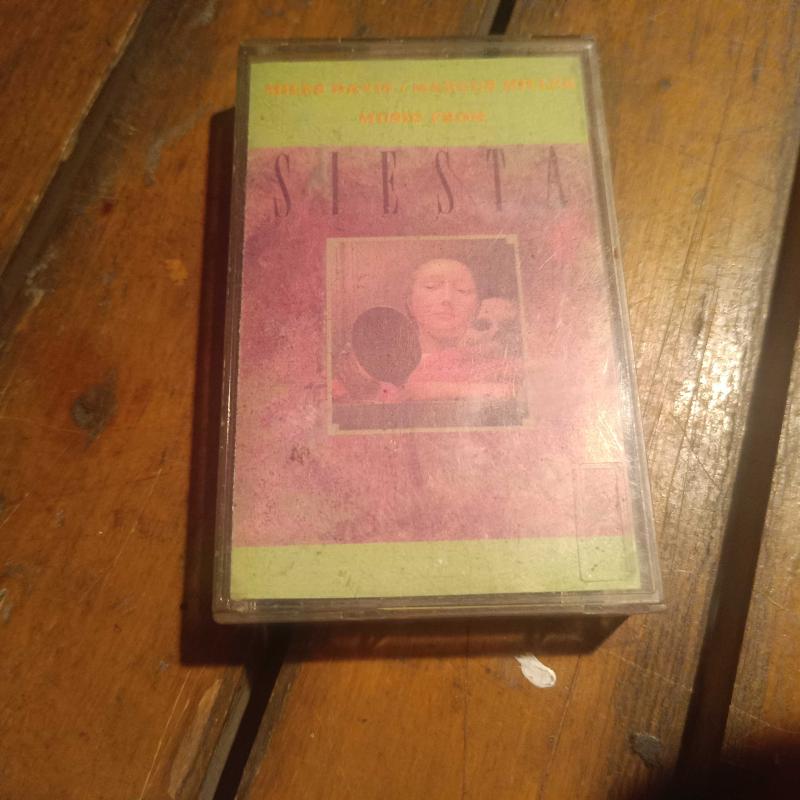 MILES DAVIS / MARCUS MILLER
MUSIC FROM
SIESTA